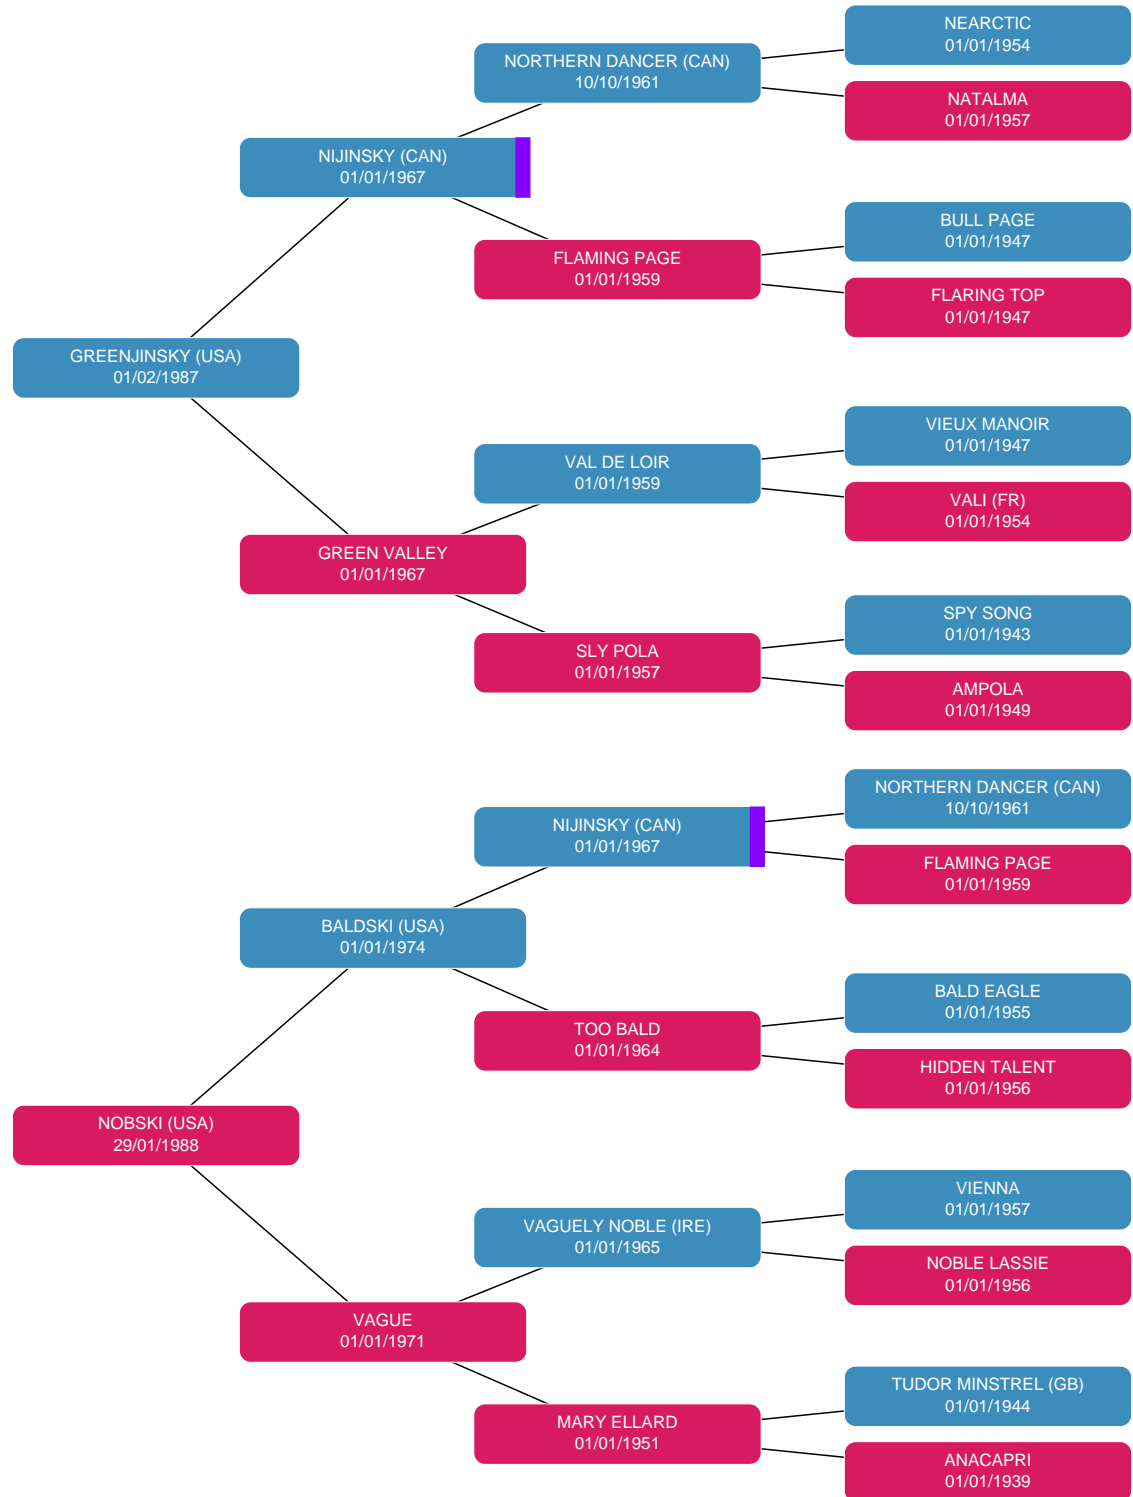 NEARCTIC
01/01/1954
NORTHERN DANCER (CAN)
10/10/1961
NATALMA
01/01/1957
NIJINSKY (CAN)
01/01/1967
BULL PAGE
01/01/1947
FLAMING PAGE
01/01/1959
FLARING TOP
01/01/1947
GREENJINSKY (USA)
01/02/1987
VIEUX MANOIR
01/01/1947
VAL DE LOIR
01/01/1959
VALI (FR)
01/01/1954
GREEN VALLEY
01/01/1967
SPY SONG
01/01/1943
SLY POLA
01/01/1957
AMPOLA
01/01/1949
NORTHERN DANCER (CAN)
10/10/1961
NIJINSKY (CAN)
01/01/1967
FLAMING PAGE
01/01/1959
BALDSKI (USA)
01/01/1974
BALD EAGLE
01/01/1955
TOO BALD
01/01/1964
HIDDEN TALENT
01/01/1956
NOBSKI (USA)
29/01/1988
VIENNA
01/01/1957
VAGUELY NOBLE (IRE)
01/01/1965
NOBLE LASSIE
01/01/1956
VAGUE
01/01/1971
TUDOR MINSTREL (GB)
01/01/1944
MARY ELLARD
01/01/1951
ANACAPRI
01/01/1939